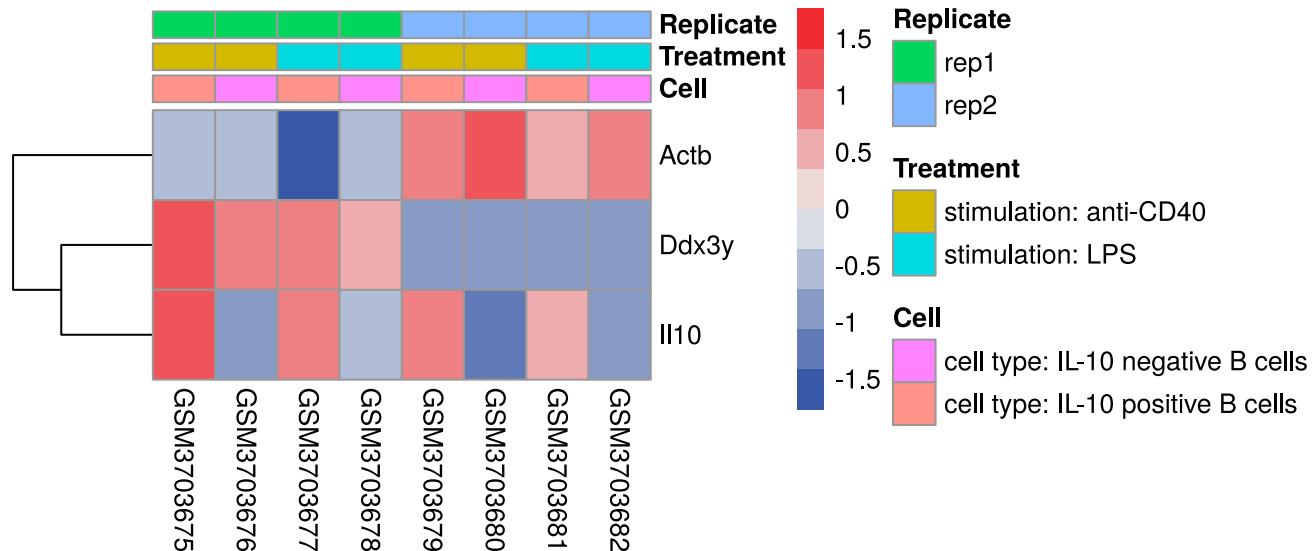 Replicate
Treatment
Cell
Actb
Ddx3y
Il10
GSM3703675
GSM3703676
GSM3703677
GSM3703678
GSM3703679
GSM3703680
GSM3703681
GSM3703682
1.5
1
0.5
0
-0.5
-1
-1.5
Replicate
rep1
rep2
Treatment
stimulation: anti-CD40
stimulation: LPS
Cell
cell type: IL-10 negative B cells
cell type: IL-10 positive B cells